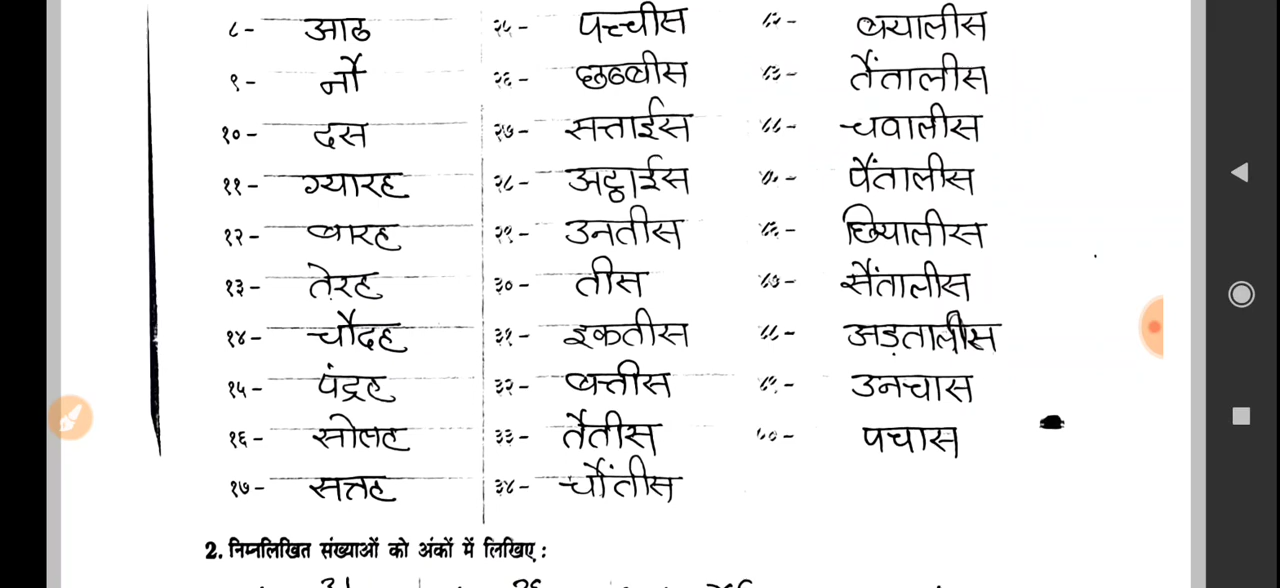 ८- आठ २५- पच्चीस बयालीस
९- नौ २६- छब्बीस तैंतालीस
१०- दस २७- सत्ताईस चवालीस
११- ग्यारह २८- अट्ठाईस पैंतालीस
१२- बारह २९- उनतीस छियालीस
१३- तेरह ३०- तीस सैंतालीस
१४- चौदह ३१- इकतीस अड़तालीस
१५- पंद्रह ३२- बत्तीस उनचास
१६- सोलह ३३- तैतीस पचास
१७- सत्तह ३४- चौंतीस
2. निम्नलिखित संख्याओं को अंकों में लिखिए :